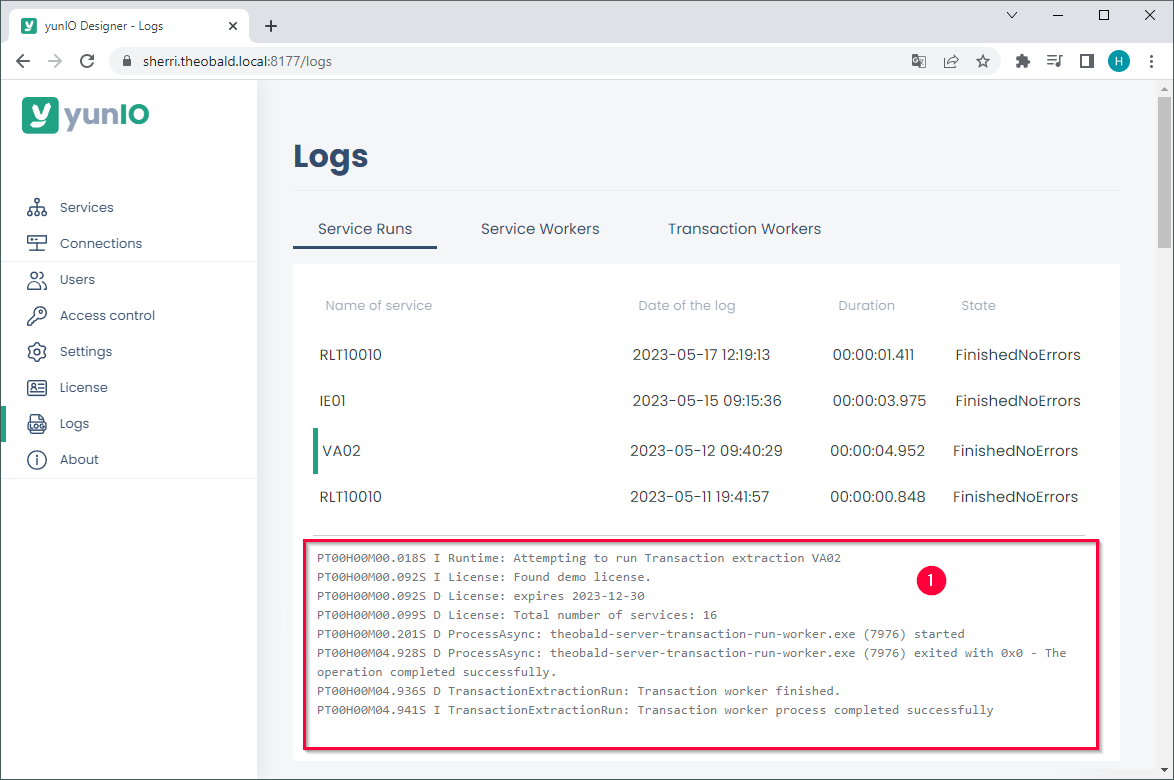 yunIO Designer - Logs
sherri.theobald.local:8177/logs
H
yunIO
Services
Connections
Users
Access control
Settings
License
LOG
Logs
About
Logs
Service Runs Service Workers Transaction Workers
Name of service Date of the log Duration State
RLT10010 2023-05-17 12:19:13 00:00:01.411 FinishedNoErrors
IE01 2023-05-15 09:15:36 00:00:03.975 FinishedNoErrors
VA02 2023-05-12 09:40:29 00:00:04.952 FinishedNoErrors
RLT10010 2023-05-11 19:41:57 00:00:00.848 FinishedNoErrors
PT00H00M00.018S I Runtime: Attempting to run Transaction extraction VA02
1
PT00H00M00.092S I License: Found demo license.
PT00H00M00.092S D License: expires 2023-12-30
PT00H00M00.099S D License: Total number of services: 16
PT00H00M00.201S D ProcessAsync: theobald-server-transaction-run-worker.exe (7976) started
PT00H00M04.928S D ProcessAsync: theobald-server-transaction-run-worker.exe (7976) exited with 0x0 - The
operation completed successfully.
PT00H00M04.936S D TransactionExtractionRun: Transaction worker finished.
PT00H00M04.941S I TransactionExtractionRun: Transaction worker process completed successfully